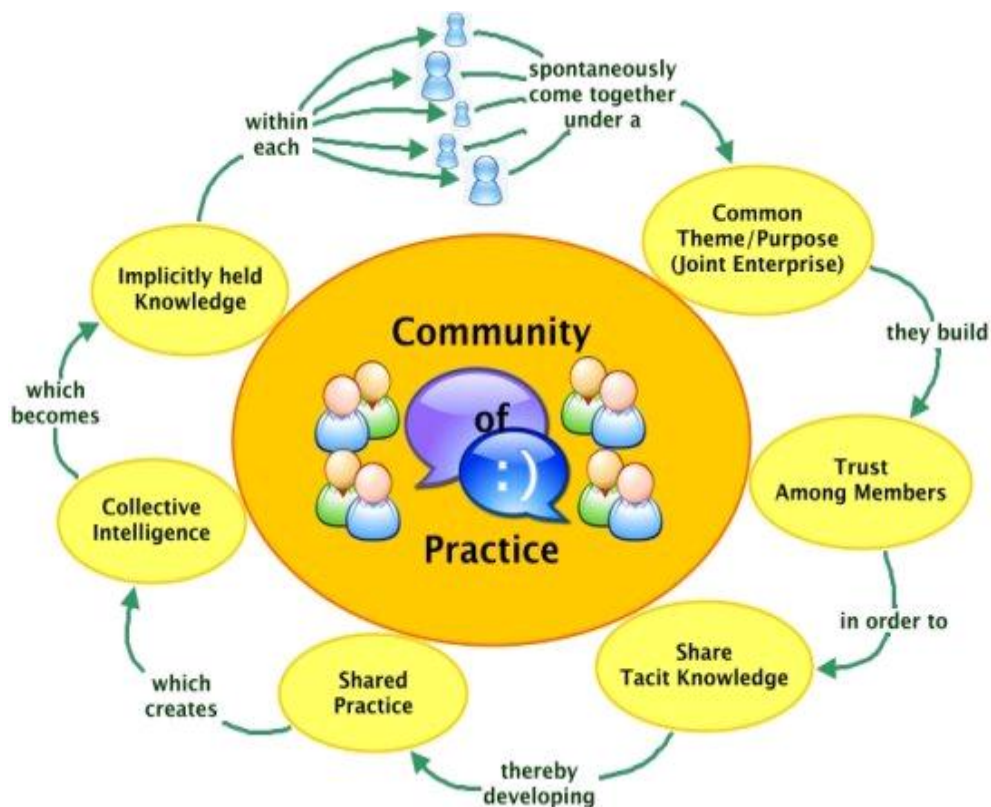 within
each
spontaneously
come together
under a
Common
Theme/Purpose
(Joint Enterprise)
they build
Trust
Among Members
in order to
Share
Tacit Knowledge
thereby
developing
Shared
Practice
which
creates
Collective
Intelligence
which
becomes
Implicitly held
Knowledge
Community
of
:)
Practice